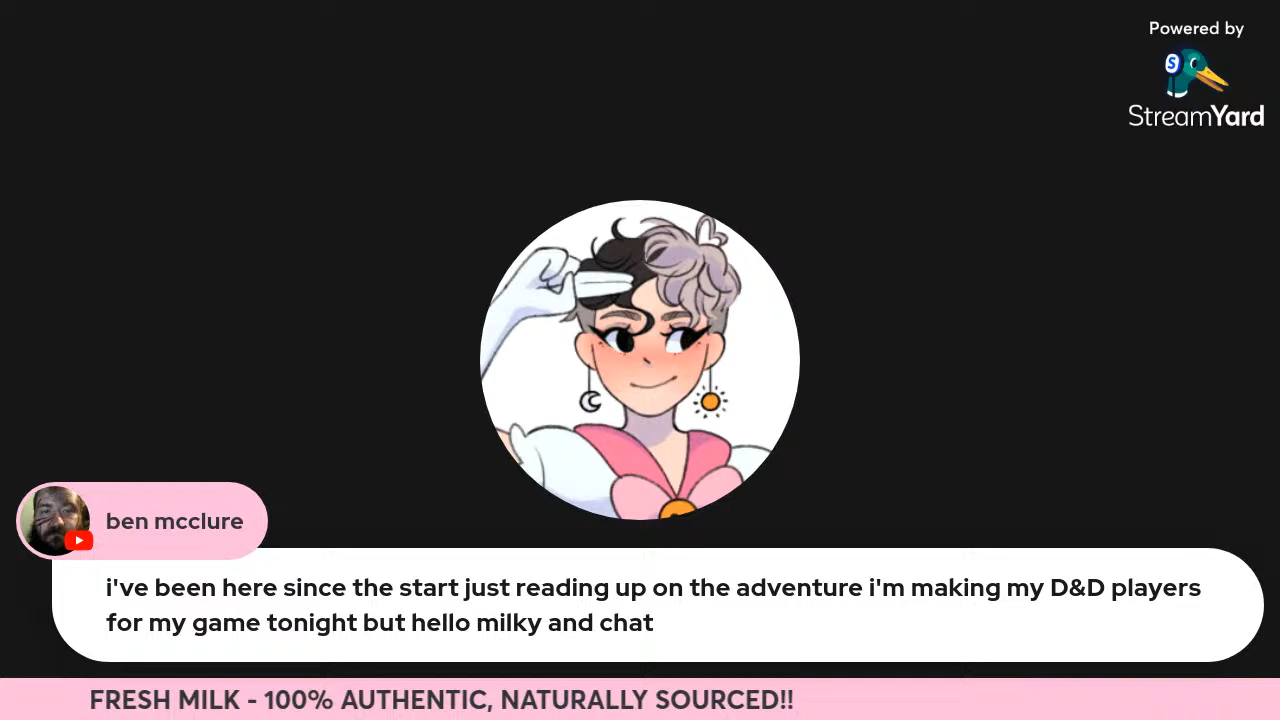 Powered by
S
StreamYard
ben mcclure
i've been here since the start just reading up on the adventure i'm making my D&D players
for my game tonight but hello milky and chat
FRESH MILK - 100% AUTHENTIC, NATURALLY SOURCED!!